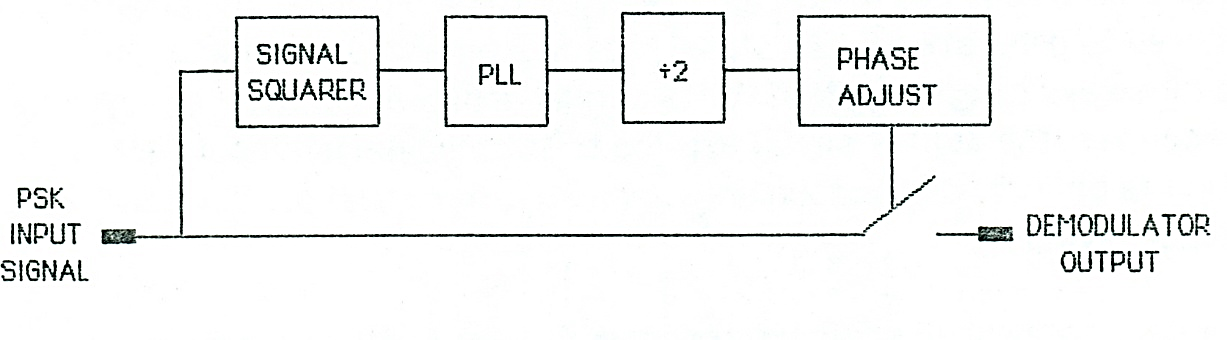 SIGNAL
SQUARER
PLL
÷2
PHASE
ADJUST
PSK
INPUT
SIGNAL
DEMODULATOR
OUTPUT